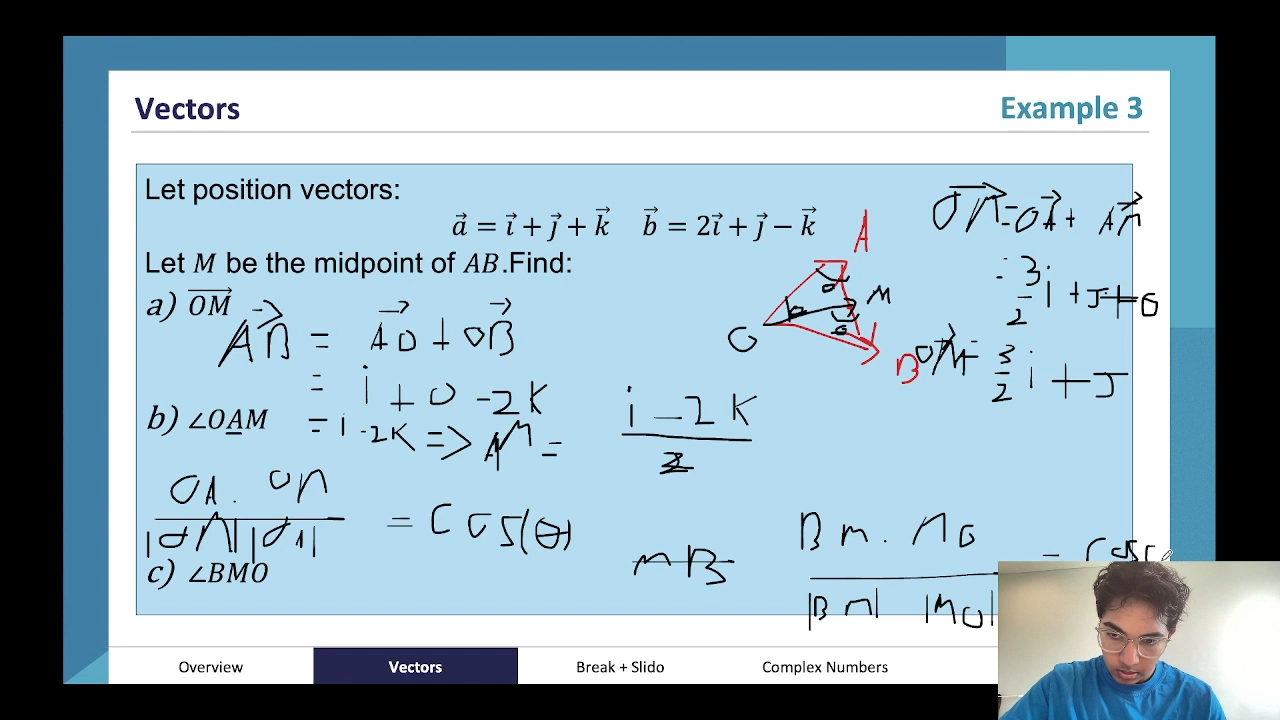 Vectors
Example 3
Let position vectors:
a⃗ = i⃗ + j⃗ + k⃗ b⃗ = 2i⃗ + j⃗ − k⃗
Let M be the midpoint of AB.Find:
a) OM
AB = AO + OB
= i + 0 - 2K
b) ∠OAM
= i - 2K => AM = i - 2K / 2
OA . OM / |OM| |OA| = COS(θ)
c) ∠BMO
MB
BM . MO / |BM| |MO| =
A
M
O
B
OM = OA + AM
= 3/2 i + J + 0
OM = 3/2 i + J
Overview
Vectors
Break + Slido
Complex Numbers